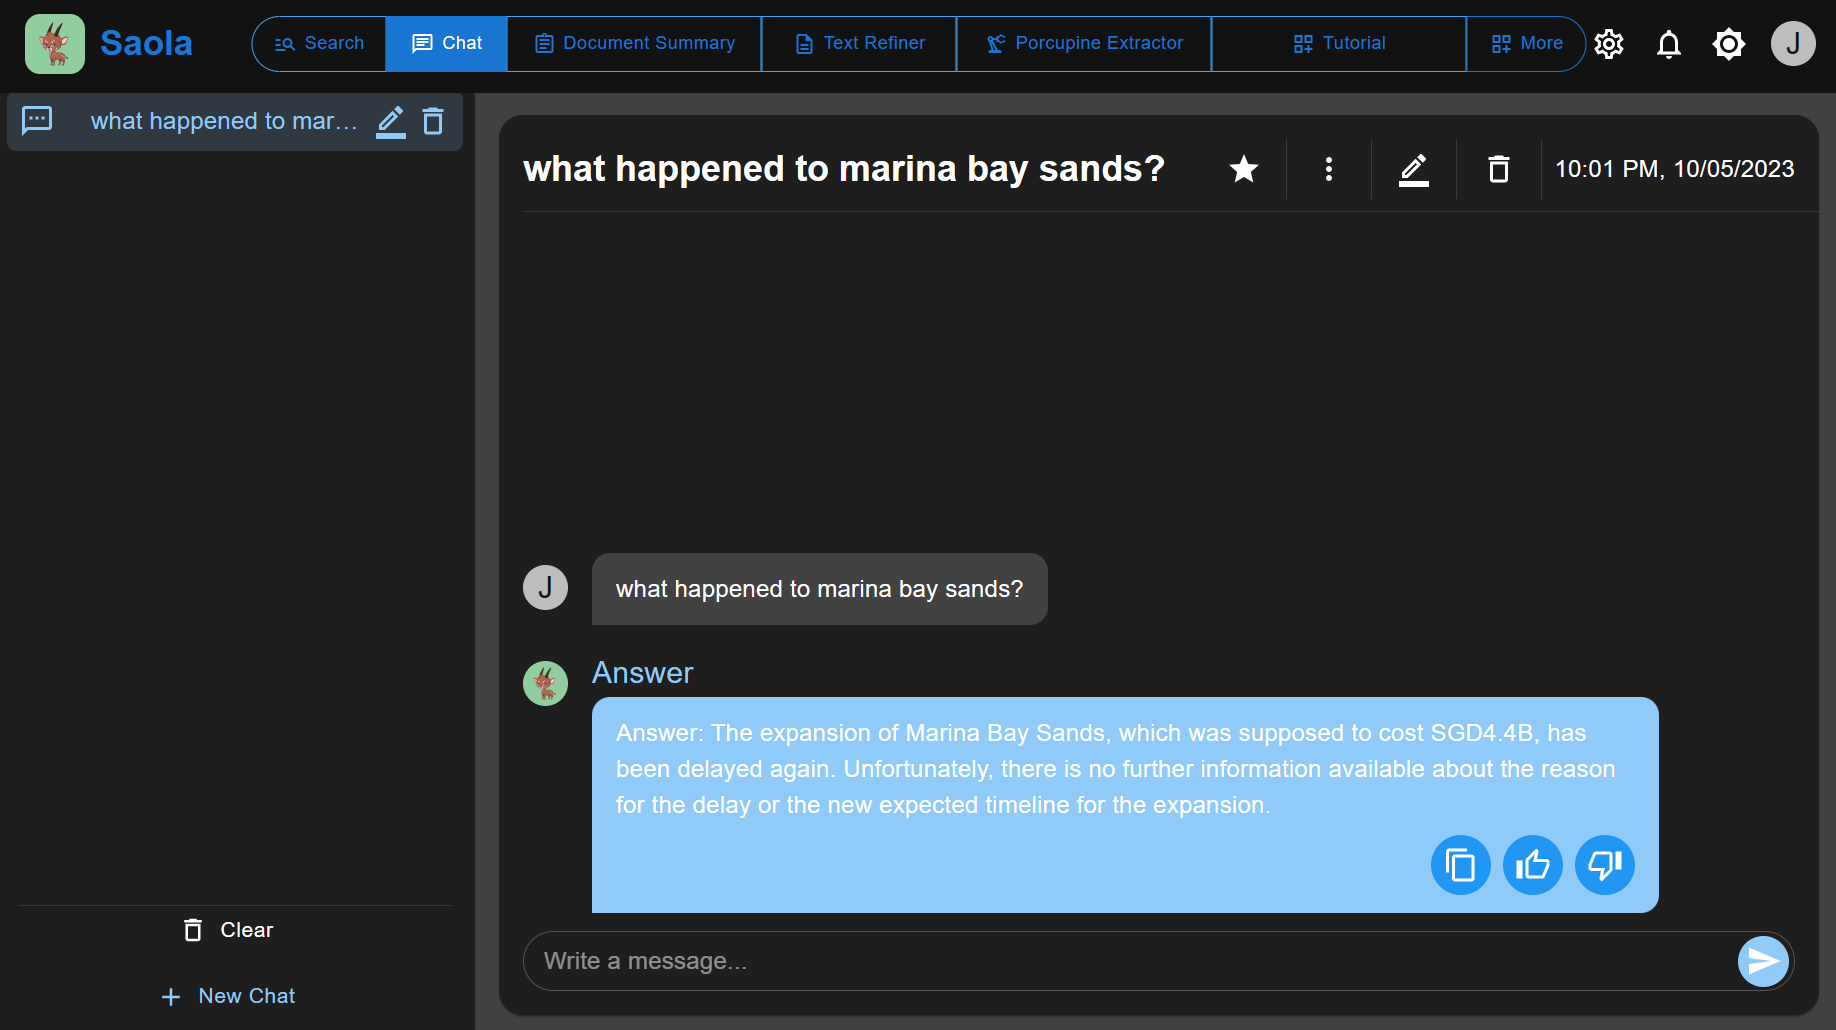 Saola
Search
Chat
Document Summary
Text Refiner
Porcupine Extractor
Tutorial
More
J
what happened to mar...
what happened to marina bay sands?
10:01 PM, 10/05/2023
J
what happened to marina bay sands?
Answer
Answer: The expansion of Marina Bay Sands, which was supposed to cost SGD4.4B, has
been delayed again. Unfortunately, there is no further information available about the reason
for the delay or the new expected timeline for the expansion.
Clear
New Chat
Write a message...